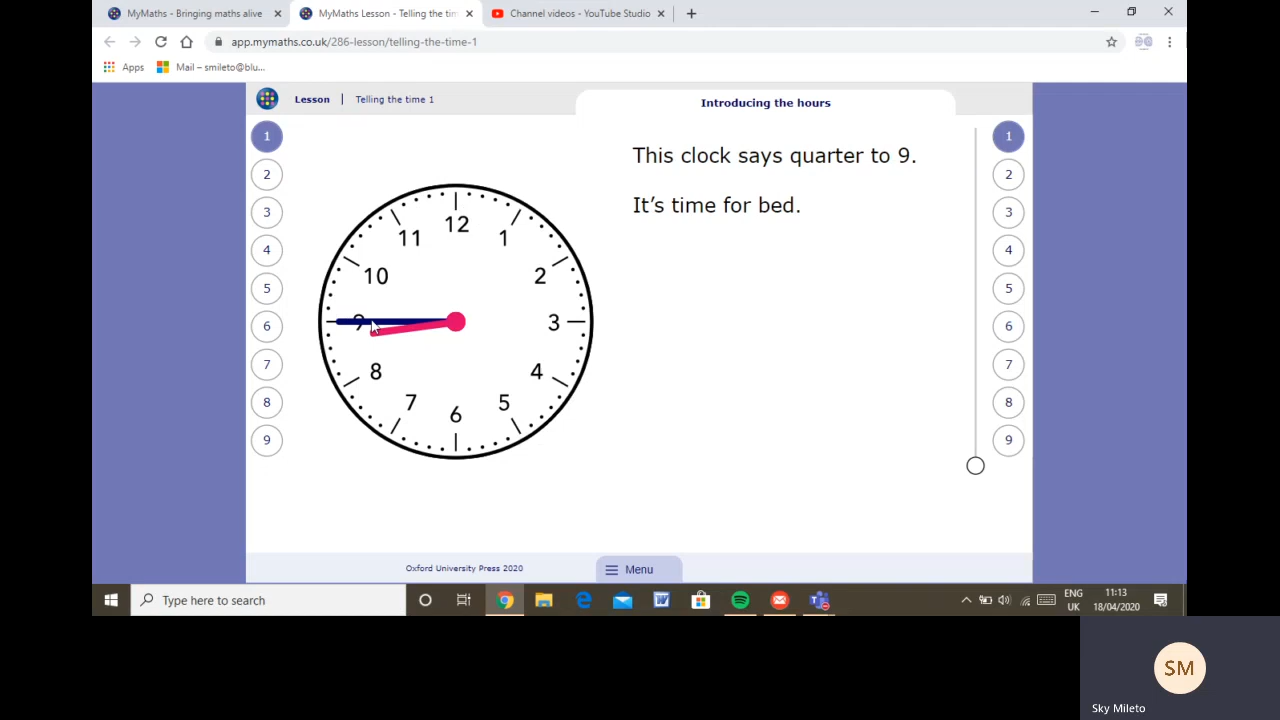 MyMaths - Bringing maths alive
MyMaths Lesson - Telling the tim
Channel videos - YouTube Studio
app.mymaths.co.uk/286-lesson/telling-the-time-1
Apps
Mail – smileto@blu...
Lesson | Telling the time 1
Introducing the hours
This clock says quarter to 9.
It's time for bed.
1
2
3
4
5
6
7
8
9
12
11
1
10
2
9
3
8
4
7
5
6
1
2
3
4
5
6
7
8
9
Oxford University Press 2020
Menu
Type here to search
ENG
UK
11:13
18/04/2020
SM
Sky Mileto